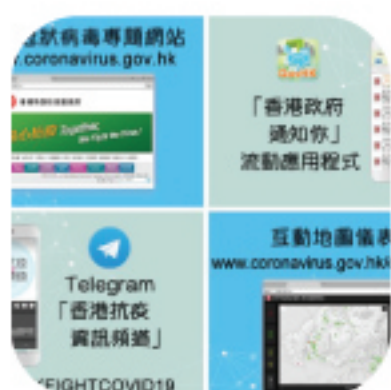 狀病毒專題網站
.coronavirus.gov.hk
Together,
「香港政府
通知你」
流動應用程式
Telegram
「香港抗疫
資訊頻道」
FIGHTCOVID19
互動地圖儀表
www.coronavirus.gov.hk/